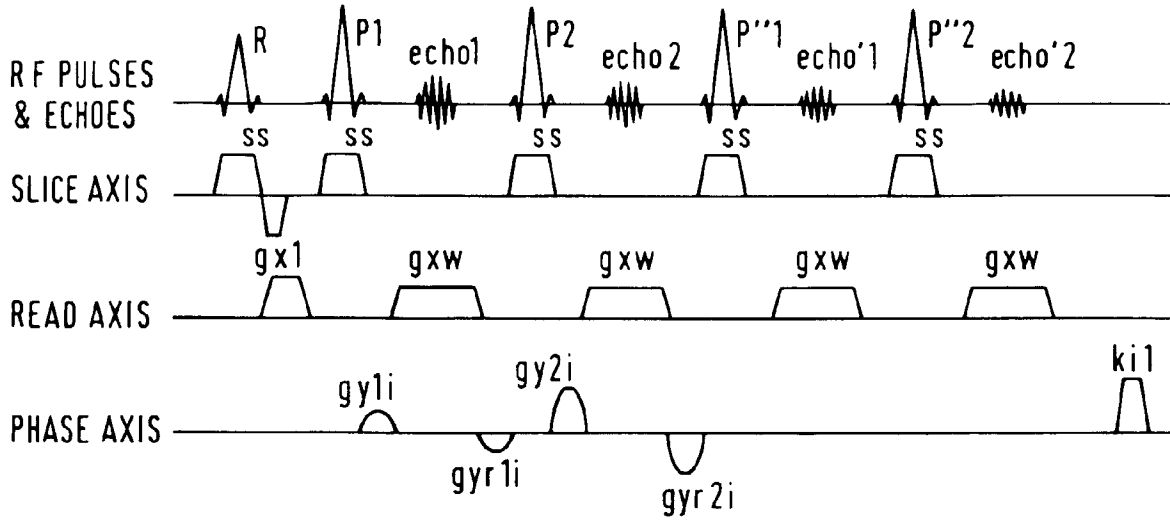 R P1 echo1 P2 echo2 P''1 echo'1 P''2 echo'2
RF PULSES
& ECHOES
ss ss ss ss ss
SLICE AXIS
gx1 gxw gxw gxw gxw
READ AXIS
gy1i gy2i ki1
PHASE AXIS
gyr1i gyr2i